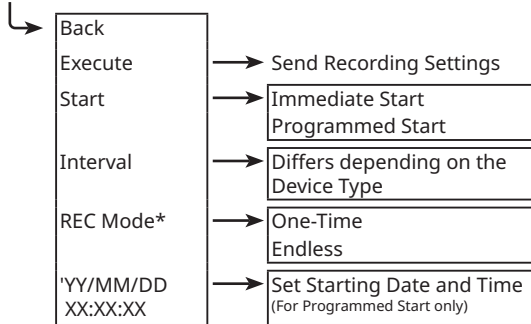 Back
Execute
Send Recording Settings
Start
Immediate Start
Programmed Start
Interval
Differs depending on the
Device Type
REC Mode*
One-Time
Endless
'YY/MM/DD
XX:XX:XX
Set Starting Date and Time
(For Programmed Start only)